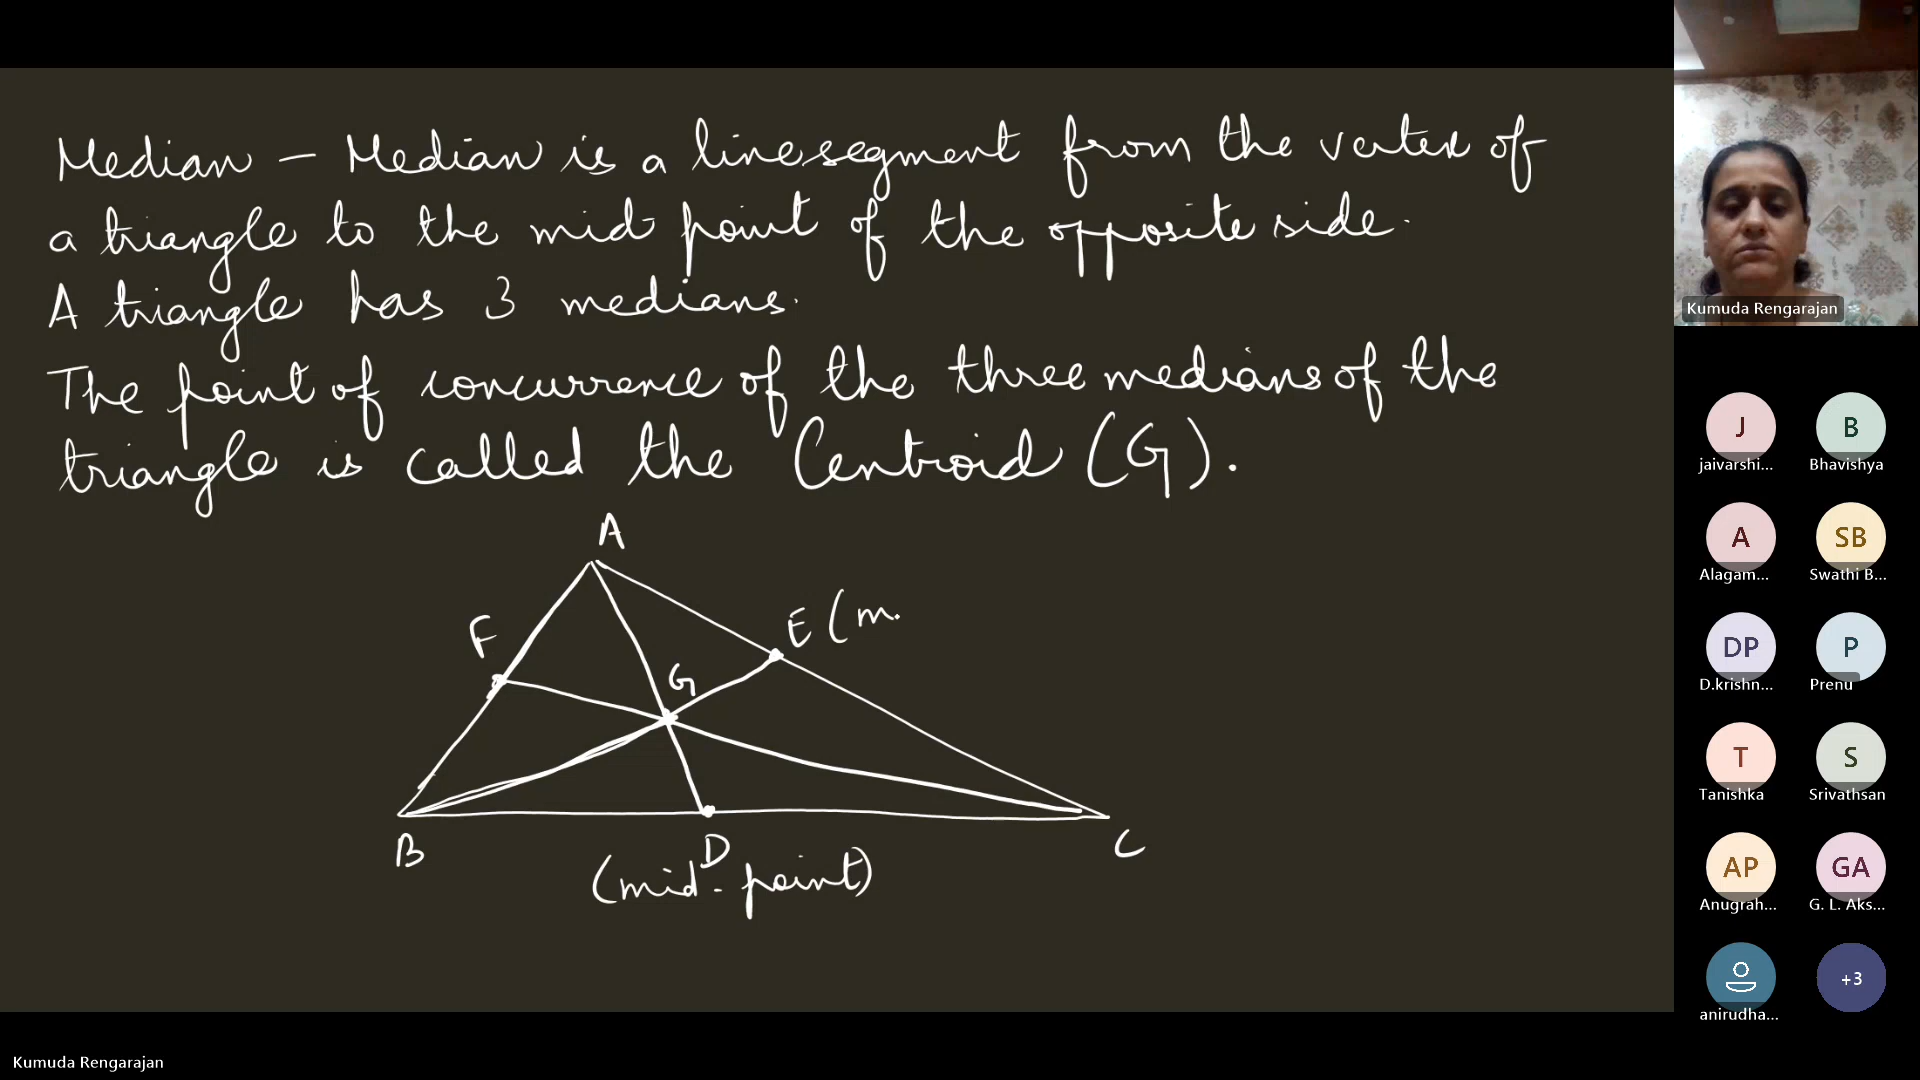 Median – Median is a line segment from the vertex of
a triangle to the mid point of the opposite side.
A triangle has 3 medians.
The point of concurrence of the three medians of the
triangle is called the Centroid (G).
A
F
E (m.
G
B
D
C
(mid-point)
Kumuda Rengarajan
J
B
jaivarshi...
Bhavishya
A
SB
Alagam...
Swathi B...
DP
P
D.krishn...
Prenu
T
S
Tanishka
Srivathsan
AP
GA
Anugrah...
G. L. Aks...
+3
anirudha...
Kumuda Rengarajan